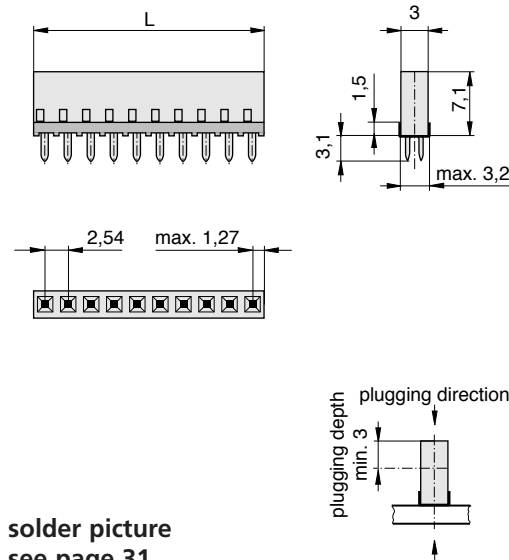 L
3
1,5
7,1
3,1
max. 3,2
2,54
max. 1,27
plugging direction
plugging depth
min. 3
solder picture
see page 31